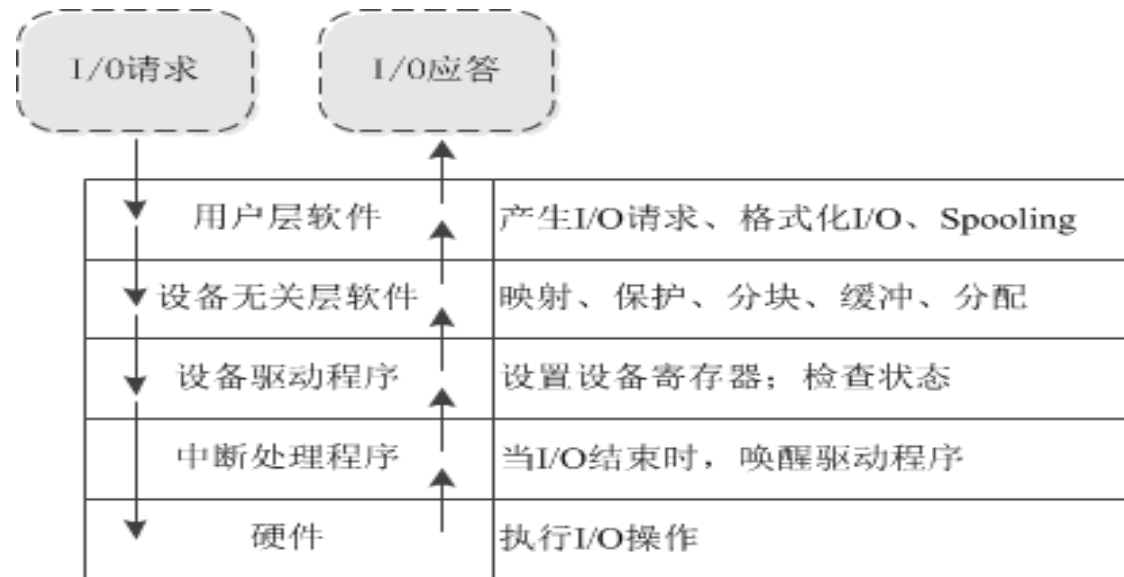 I/O请求
I/O应答
用户层软件
产生I/O请求、格式化I/O、Spooling
设备无关层软件
映射、保护、分块、缓冲、分配
设备驱动程序
设置设备寄存器；检查状态
中断处理程序
当I/O结束时，唤醒驱动程序
硬件
执行I/O操作